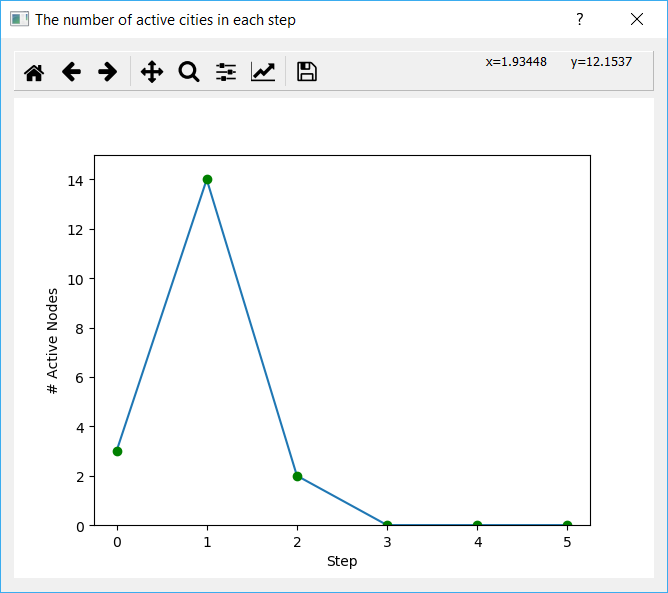 The number of active cities in each step
x=1.93448 y=12.1537
14
12
10
8
6
4
2
0
# Active Nodes
0 1 2 3 4 5
Step